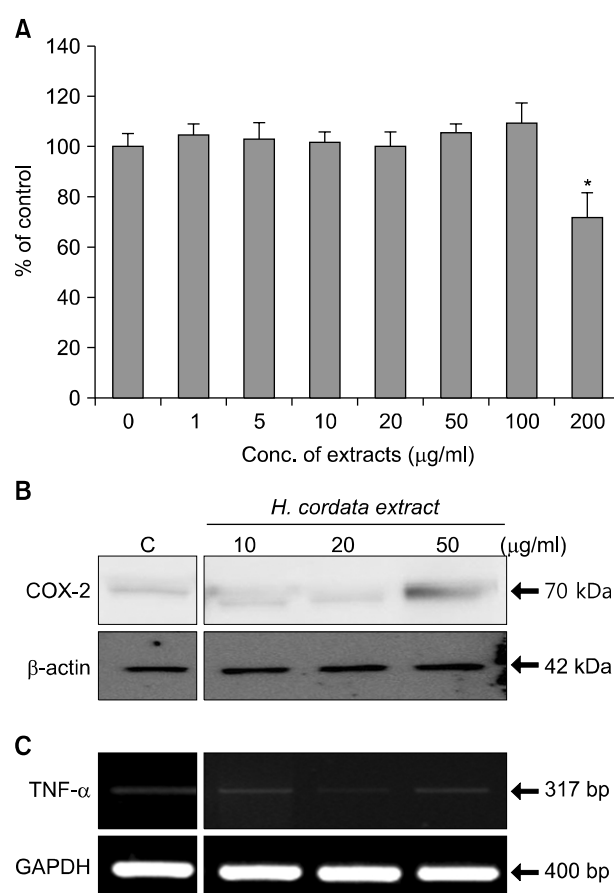 A
140
120
100
80
60
40
20
0
% of control
*
0 1 5 10 20 50 100 200
Conc. of extracts (μg/ml)
B
H. cordata extract
C 10 20 50 (μg/ml)
COX-2 70 kDa
β-actin 42 kDa
C
TNF-α 317 bp
GAPDH 400 bp